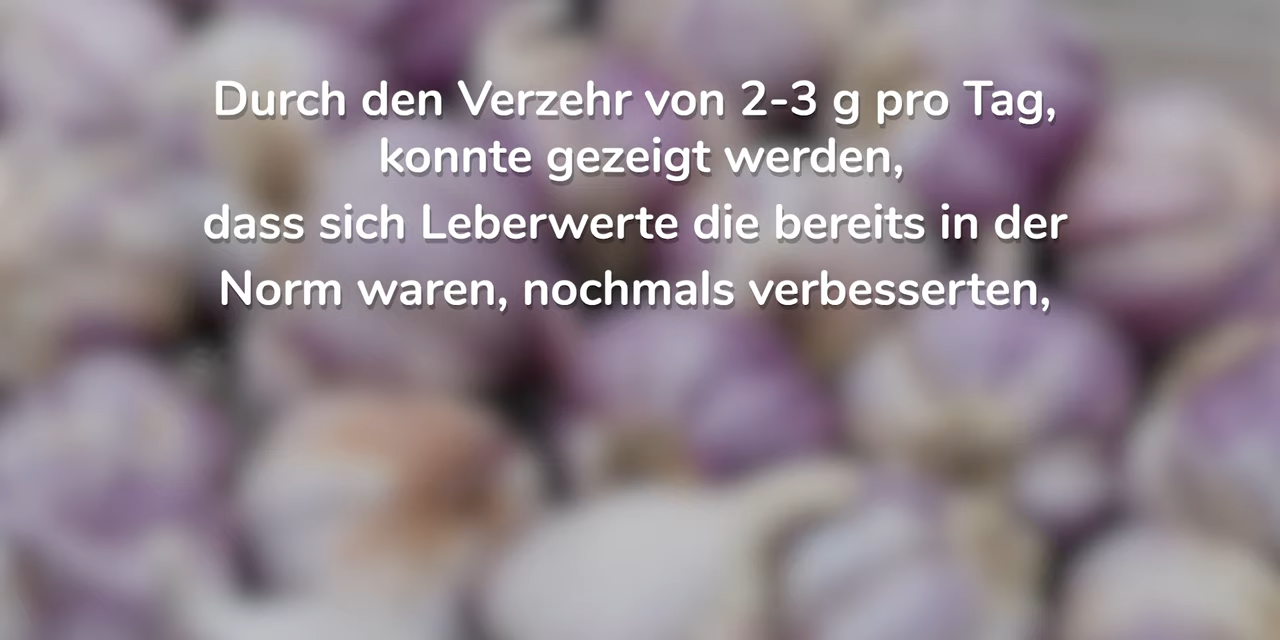 Durch den Verzehr von 2-3 g pro Tag,
konnte gezeigt werden,
dass sich Leberwerte die bereits in der
Norm waren, nochmals verbesserten,